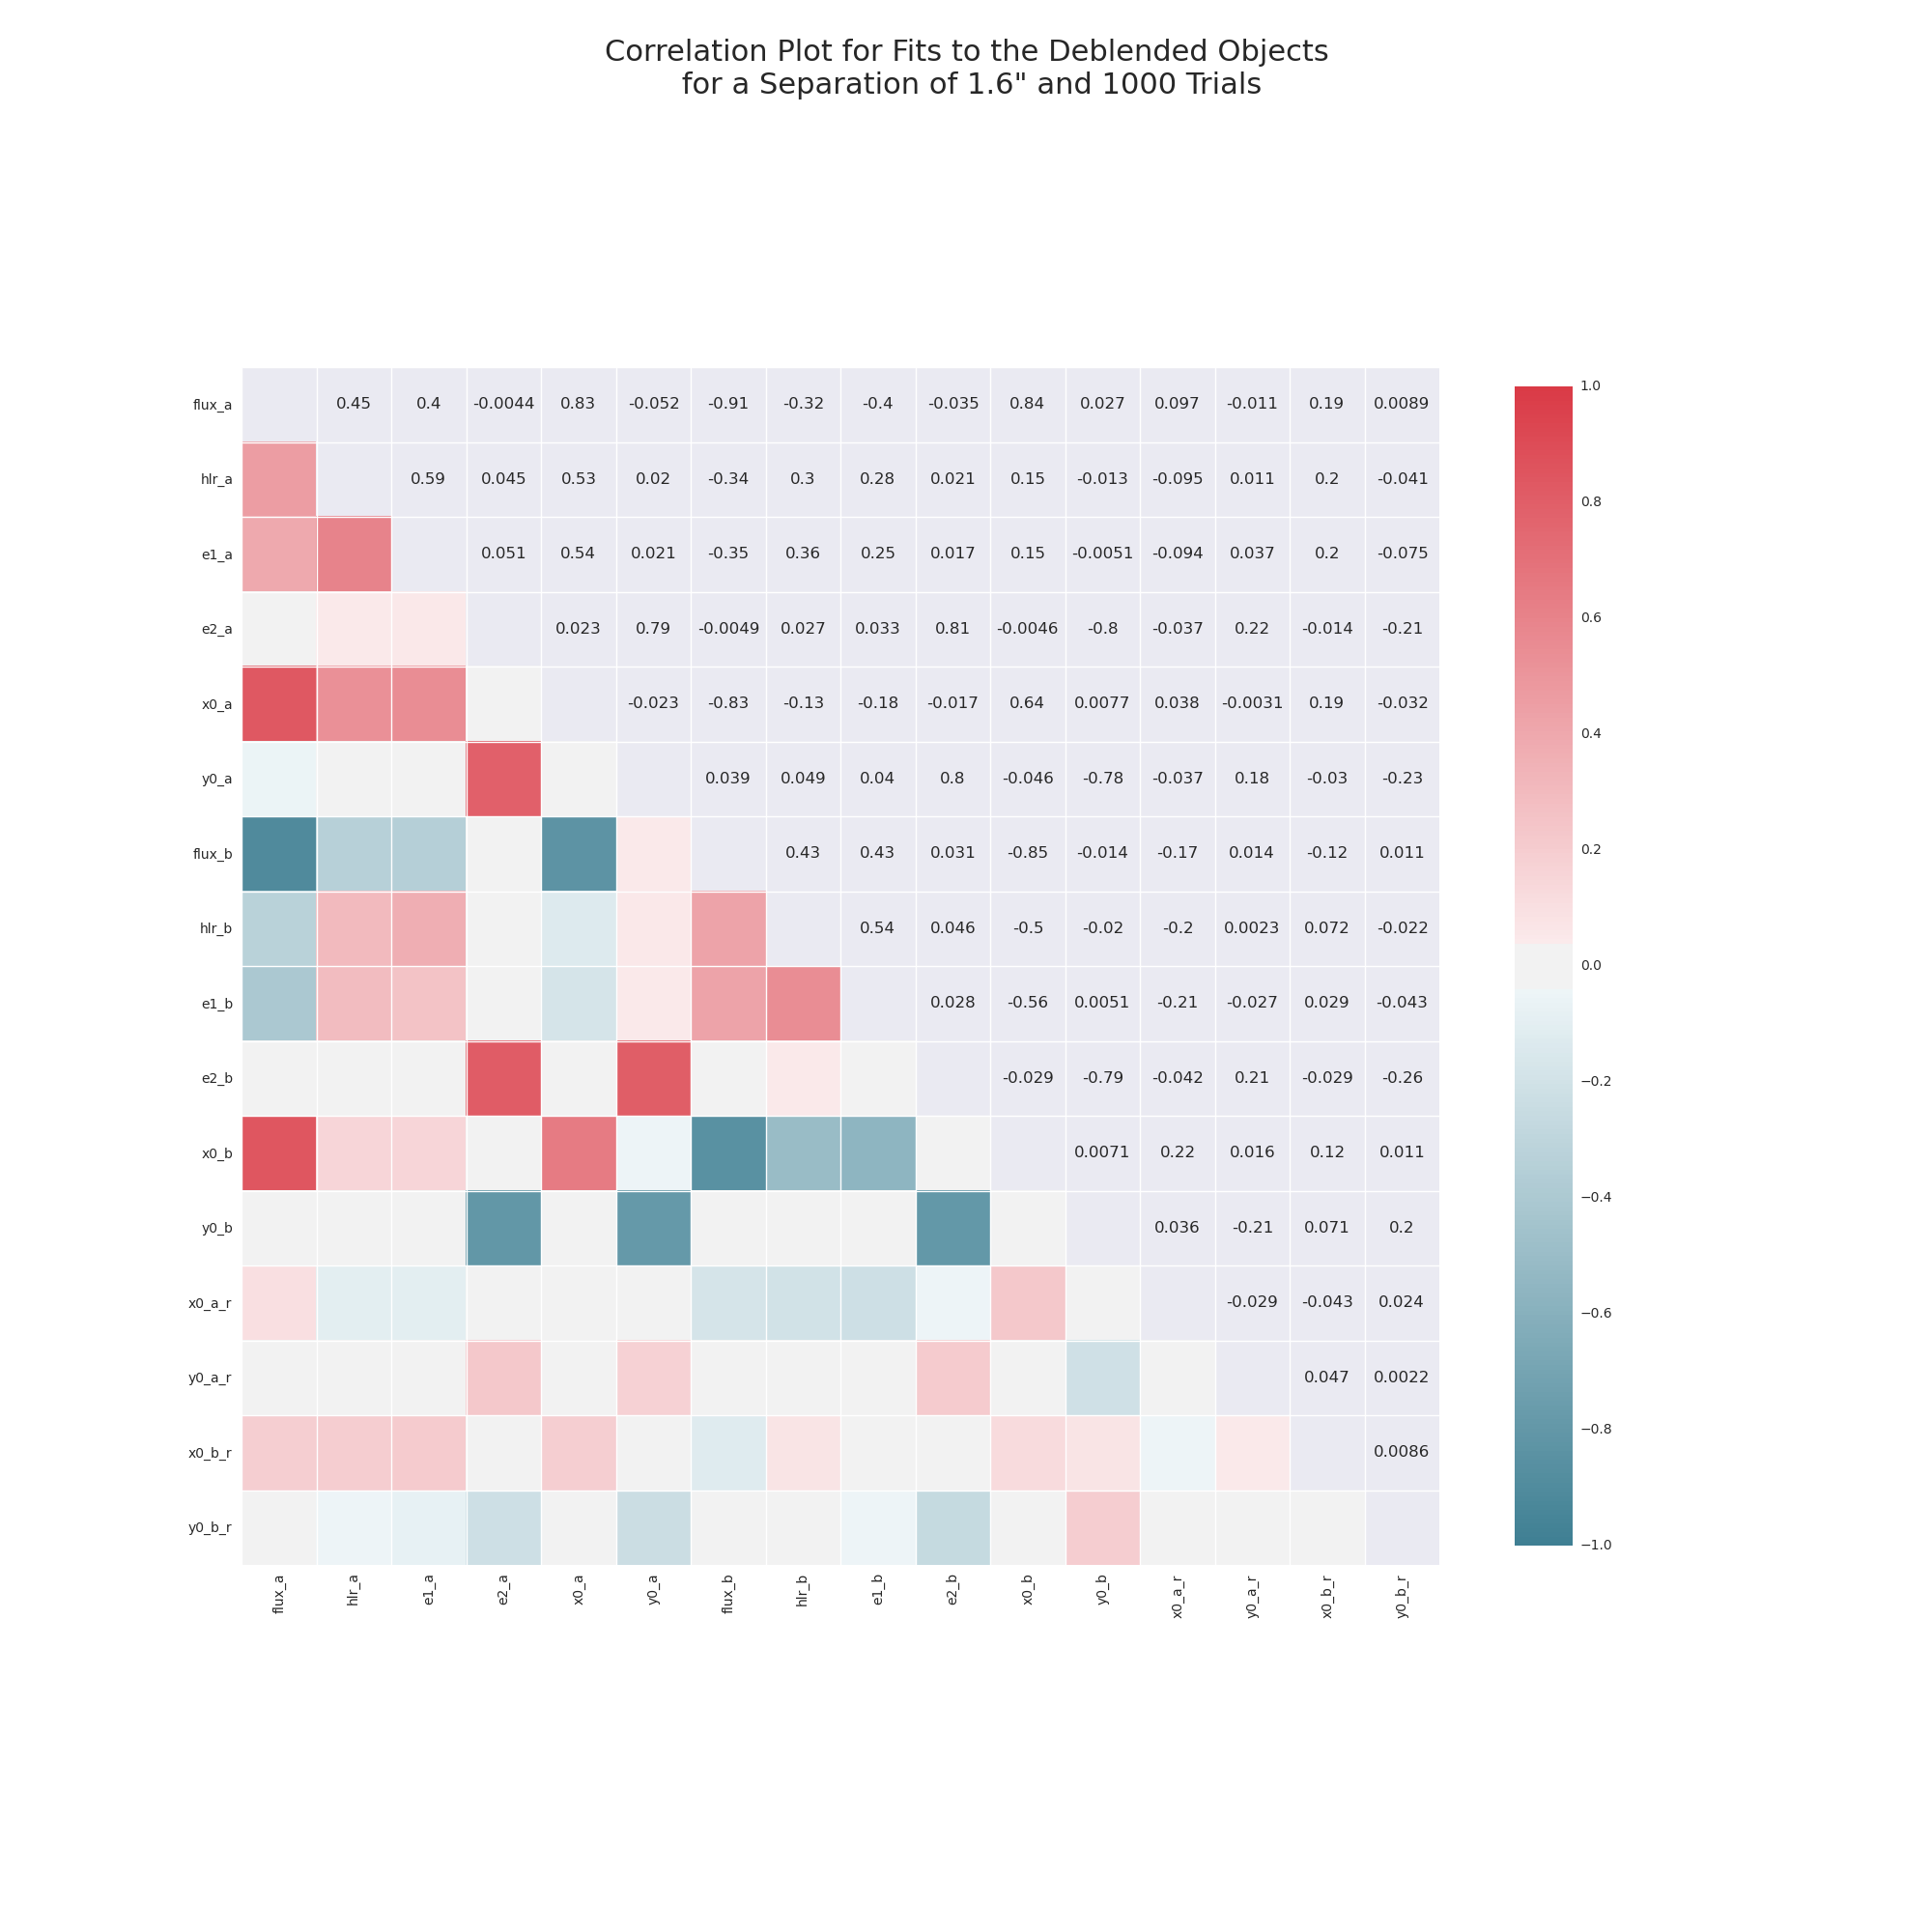 Correlation Plot for Fits to the Deblended Objects
for a Separation of 1.6" and 1000 Trials
flux_a 0.45 0.4 -0.0044 0.83 -0.052 -0.91 -0.32 -0.4 -0.035 0.84 0.027 0.097 -0.011 0.19 0.0089
hlr_a 0.59 0.045 0.53 0.02 -0.34 0.3 0.28 0.021 0.15 -0.013 -0.095 0.011 0.2 -0.041
e1_a 0.051 0.54 0.021 -0.35 0.36 0.25 0.017 0.15 -0.0051 -0.094 0.037 0.2 -0.075
e2_a 0.023 0.79 -0.0049 0.027 0.033 0.81 -0.0046 -0.8 -0.037 0.22 -0.014 -0.21
x0_a -0.023 -0.83 -0.13 -0.18 -0.017 0.64 0.0077 0.038 -0.0031 0.19 -0.032
y0_a 0.039 0.049 0.04 0.8 -0.046 -0.78 -0.037 0.18 -0.03 -0.23
flux_b 0.43 0.43 0.031 -0.85 -0.014 -0.17 0.014 -0.12 0.011
hlr_b 0.54 0.046 -0.5 -0.02 -0.2 0.0023 0.072 -0.022
e1_b 0.028 -0.56 0.0051 -0.21 -0.027 0.029 -0.043
e2_b -0.029 -0.79 -0.042 0.21 -0.029 -0.26
x0_b 0.0071 0.22 0.016 0.12 0.011
y0_b 0.036 -0.21 0.071 0.2
x0_a_r -0.029 -0.043 0.024
y0_a_r 0.047 0.0022
x0_b_r 0.0086
y0_b_r
flux_a hlr_a e1_a e2_a x0_a y0_a flux_b hlr_b e1_b e2_b x0_b y0_b x0_a_r y0_a_r x0_b_r y0_b_r
1.0
0.8
0.6
0.4
0.2
0.0
−0.2
−0.4
−0.6
−0.8
−1.0